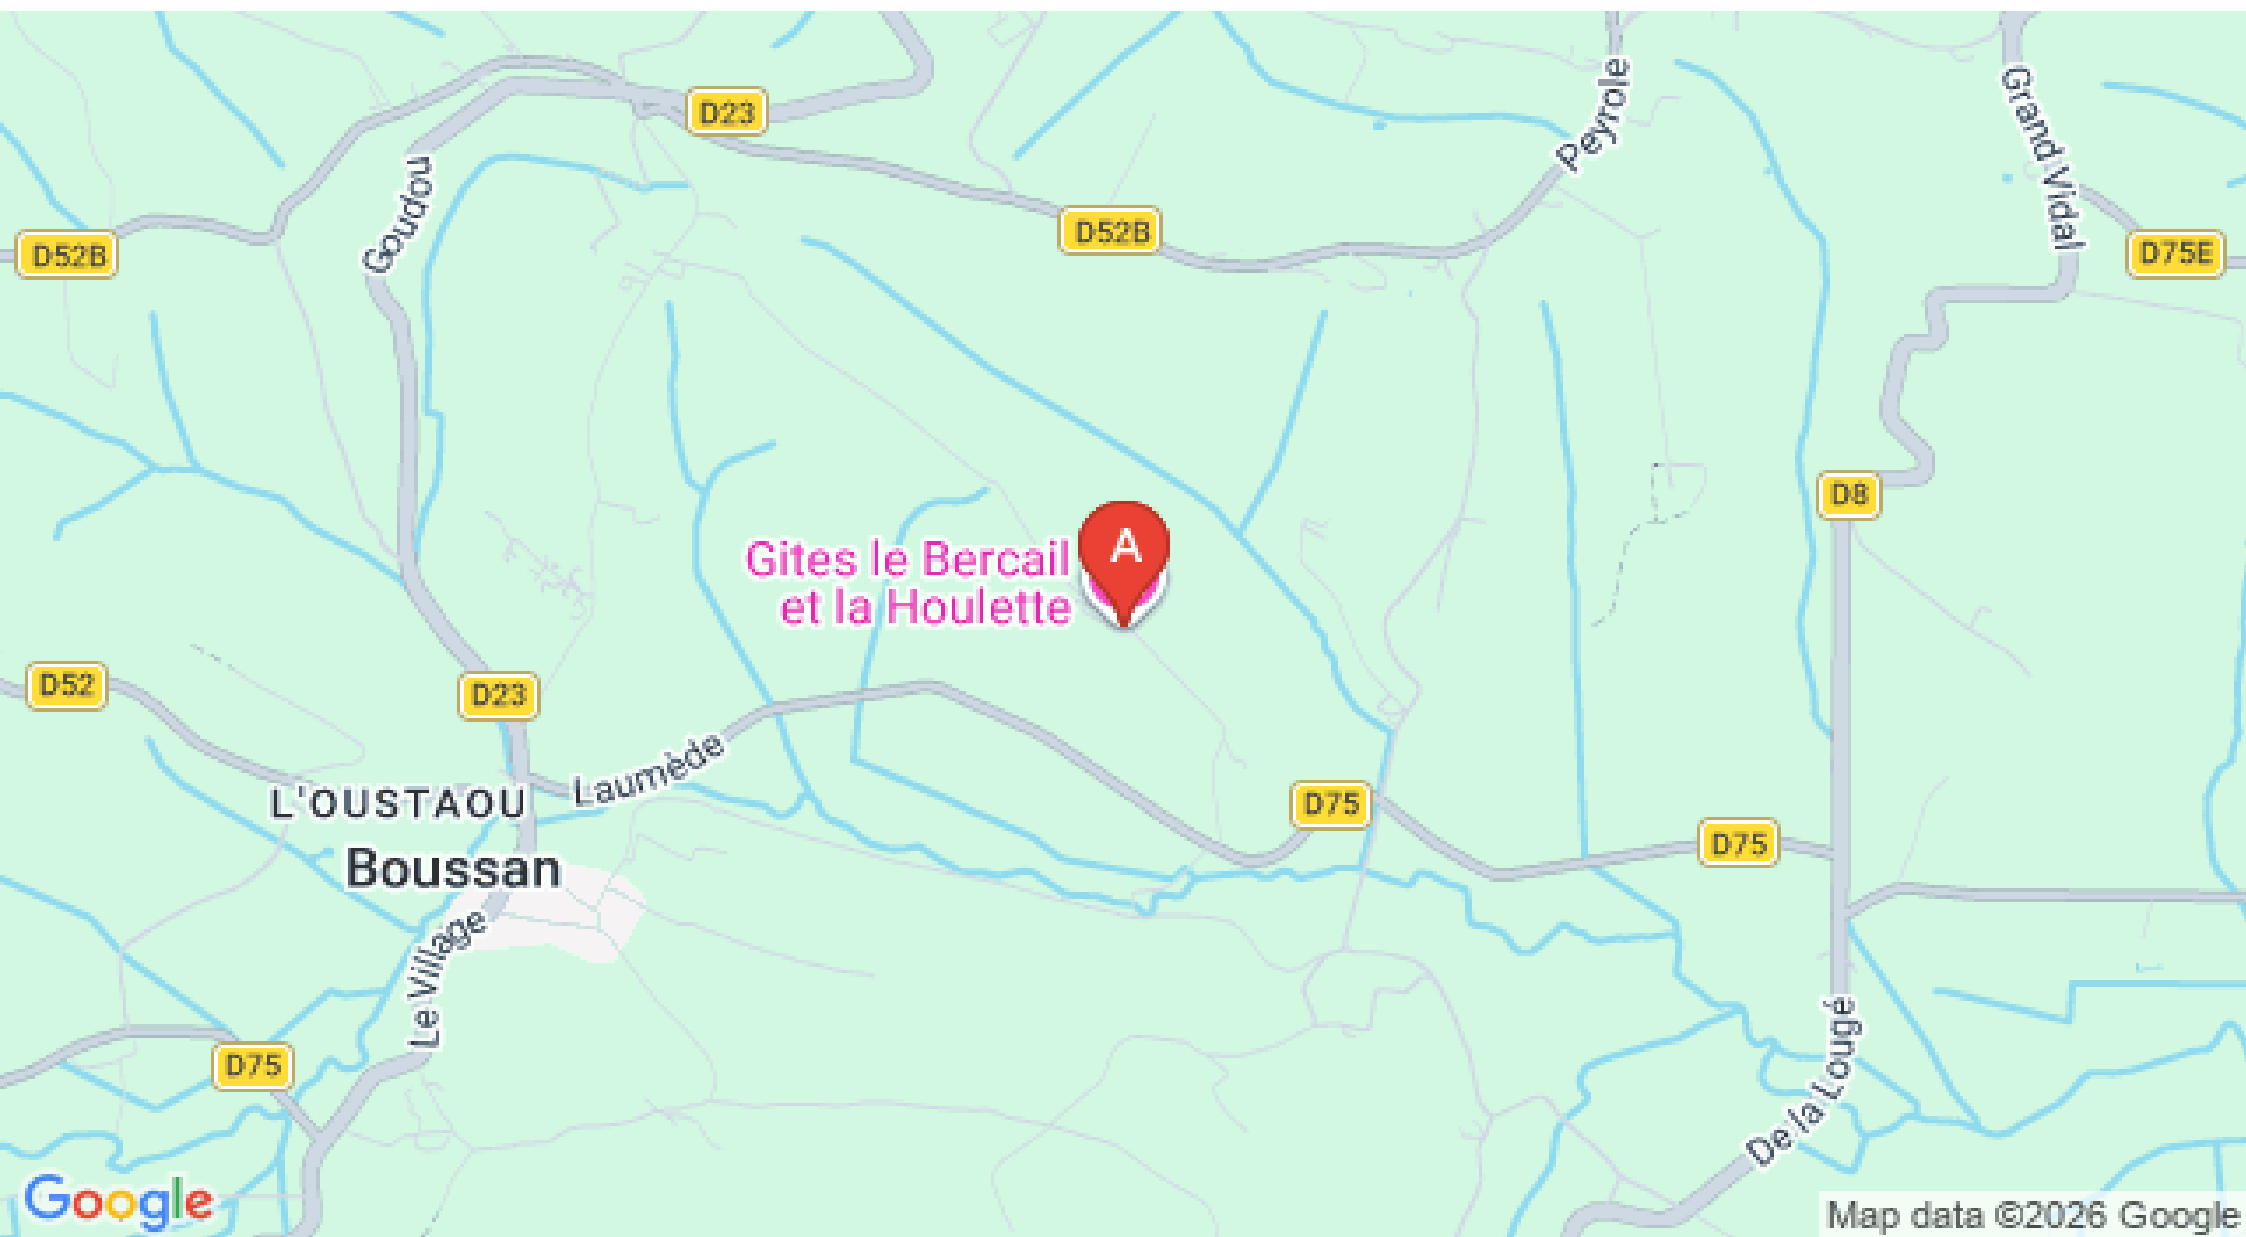 D23
Peyrole
Grand Vidal
Goudou
D52B
D52B
D75E
D8
A
Gites le Bercail
et la Houlette
D52
D23
Laumède
L'OUSTAOU
D75
D75
Boussan
Le Village
D75
De la Lougé
Google
Map data ©2026 Google